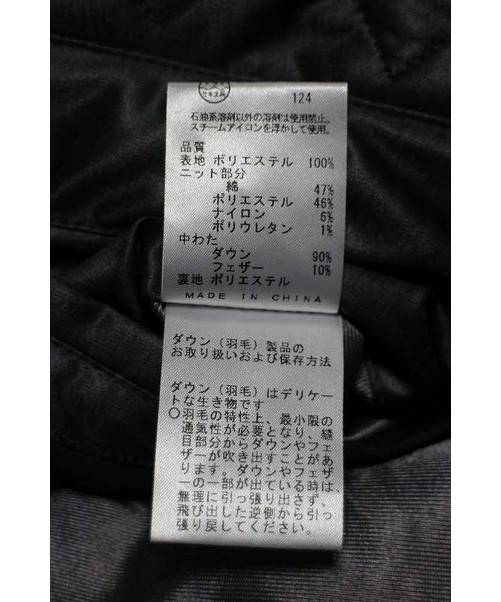 セキユ系
124
石油系溶剤以外の溶剤は使用禁止。
スチームアイロンを浮かして使用。
品質
表地 ポリエステル 100%
ニット部分
綿 47%
ポリエステル 46%
ナイロン 6%
ポリウレタン 1%
中わた
ダウン 90%
フェザー 10%
裏地 ポリエステル
MADE IN CHINA
ダウン（羽毛）製品の
お取り扱いおよび保存方法
ダウン（羽毛）はデリケー
トな生き物です
○羽毛の特性上、最小限の
通気性が必要となり、縫
目部分からダウンやフェ
ザーが吹き出すことがあ
ります。ダウンやフェザ
ーの一部が出ている時は、
無理に引っ張り出さず、
飛び出した逆側から引っ
張り戻してください。